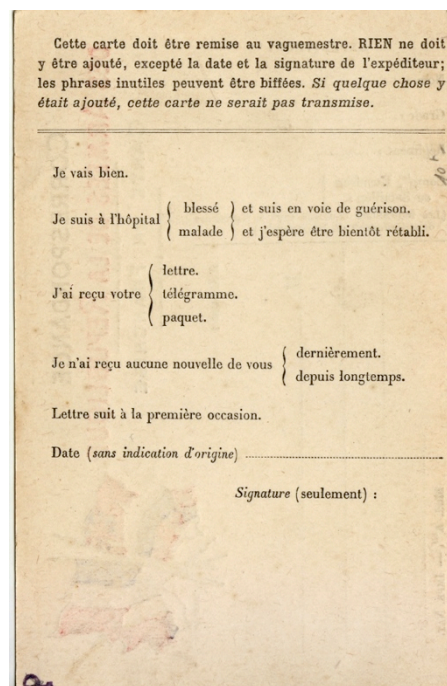 Cette carte doit être remise au vaguemestre. RIEN ne doit
y être ajouté, excepté la date et la signature de l'expéditeur;
les phrases inutiles peuvent être biffées. Si quelque chose y
était ajouté, cette carte ne serait pas transmise.
Je vais bien.
Je suis à l'hôpital { blessé } et suis en voie de guérison.
{ malade } et j'espère être bientôt rétabli.
J'ai reçu votre { lettre.
télégramme.
paquet.
Je n'ai reçu aucune nouvelle de vous { dernièrement.
depuis longtemps.
Lettre suit à la première occasion.
Date (sans indication d'origine) ........................
Signature (seulement) :